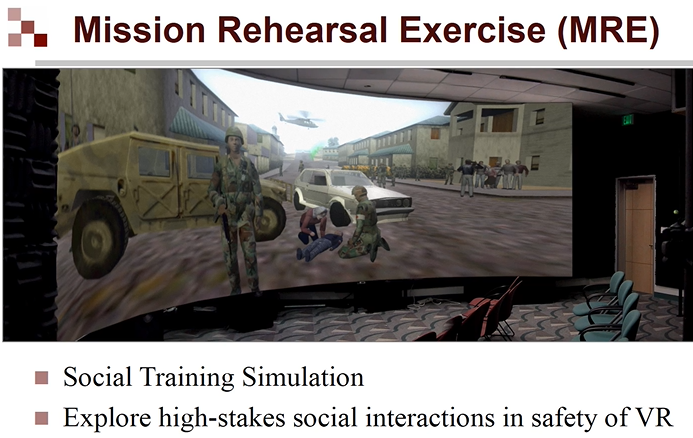 Mission Rehearsal Exercise (MRE)
Social Training Simulation
Explore high-stakes social interactions in safety of VR